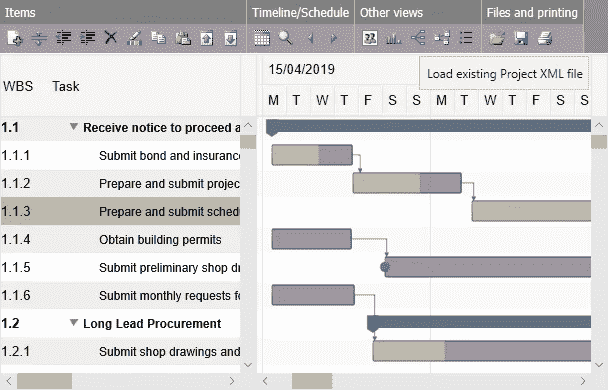 Items Timeline/Schedule Other views Files and printing
Load existing Project XML file
WBS Task 15/04/2019
M T W T F S S M T W T F S S
1.1 Receive notice to proceed a
1.1.1 Submit bond and insuranc
1.1.2 Prepare and submit projec
1.1.3 Prepare and submit sched
1.1.4 Obtain building permits
1.1.5 Submit preliminary shop dr
1.1.6 Submit monthly requests fo
1.2 Long Lead Procurement
1.2.1 Submit shop drawings and